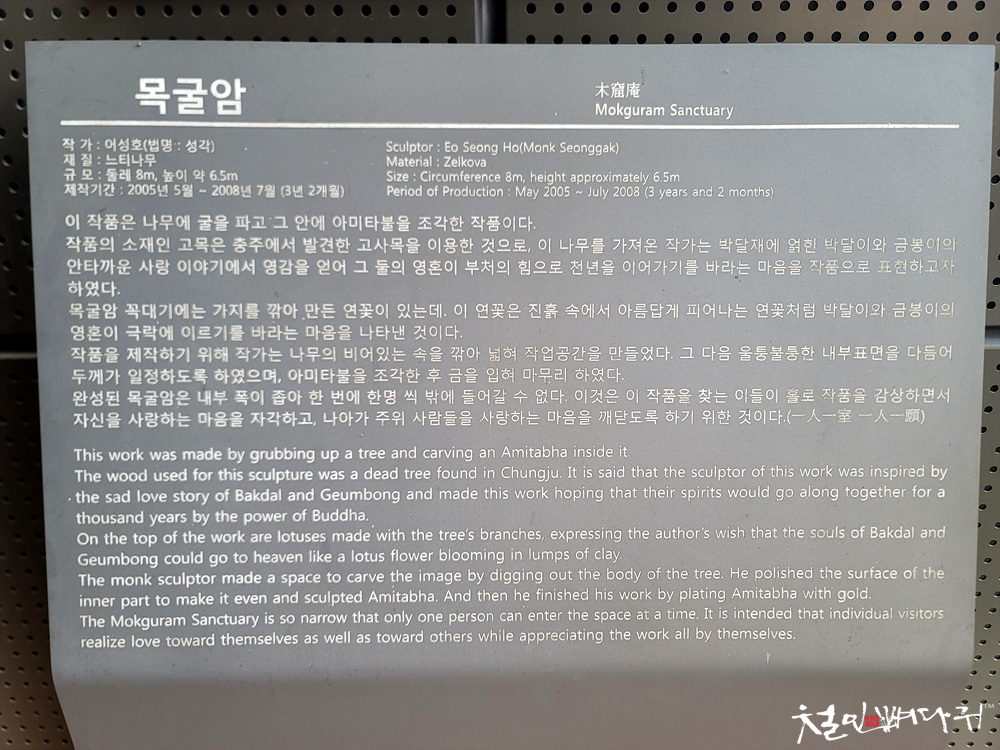 목굴암
木窟庵
Mokguram Sanctuary
작 가 : 어성호(법명 : 성각)
재 질 : 느티나무
규 모 : 둘레 8m, 높이 약 6.5m
제작기간 : 2005년 5월 ~ 2008년 7월 (3년 2개월)
Sculptor : Eo Seong Ho(Monk Seonggak)
Material : Zelkova
Size : Circumference 8m, height approximately 6.5m
Period of Production : May 2005 ~ July 2008 (3 years and 2 months)
이 작품은 나무에 굴을 파고 그 안에 아미타불을 조각한 작품이다.
작품의 소재인 고목은 충주에서 발견한 고사목을 이용한 것으로, 이 나무를 가져온 작가는 박달재에 얽힌 박달이와 금봉이의
안타까운 사랑 이야기에서 영감을 얻어 그 둘의 영혼이 부처의 힘으로 천년을 이어가기를 바라는 마음을 작품으로 표현하고자
하였다.
목굴암 꼭대기에는 가지를 깎아 만든 연꽃이 있는데, 이 연꽃은 진흙 속에서 아름답게 피어나는 연꽃처럼 박달이와 금봉이의
영혼이 극락에 이르기를 바라는 마음을 나타낸 것이다.
작품을 제작하기 위해 작가는 나무의 비어있는 속을 깎아 넓혀 작업공간을 만들었다. 그 다음 울퉁불퉁한 내부표면을 다듬어
두께가 일정하도록 하였으며, 아미타불을 조각한 후 금을 입혀 마무리 하였다.
완성된 목굴암은 내부 폭이 좁아 한 번에 한명 씩 밖에 들어갈 수 없다. 이것은 이 작품을 찾는 이들이 홀로 작품을 감상하면서
자신을 사랑하는 마음을 자각하고, 나아가 주위 사람들을 사랑하는 마음을 깨닫도록 하기 위한 것이다.(一人一室 一人一願)
This work was made by grubbing up a tree and carving an Amitabha inside it.
The wood used for this sculpture was a dead tree found in Chungju. It is said that the sculptor of this work was inspired by
the sad love story of Bakdal and Geumbong and made this work hoping that their spirits would go along together for a
thousand years by the power of Buddha.
On the top of the work are lotuses made with the tree's branches, expressing the author's wish that the souls of Bakdal and
Geumbong could go to heaven like a lotus flower blooming in lumps of clay.
The monk sculptor made a space to carve the image by digging out the body of the tree. He polished the surface of the
inner part to make it even and sculpted Amitabha. And then he finished his work by plating Amitabha with gold.
The Mokguram Sanctuary is so narrow that only one person can enter the space at a time. It is intended that individual visitors
realize love toward themselves as well as toward others while appreciating the work all by themselves.